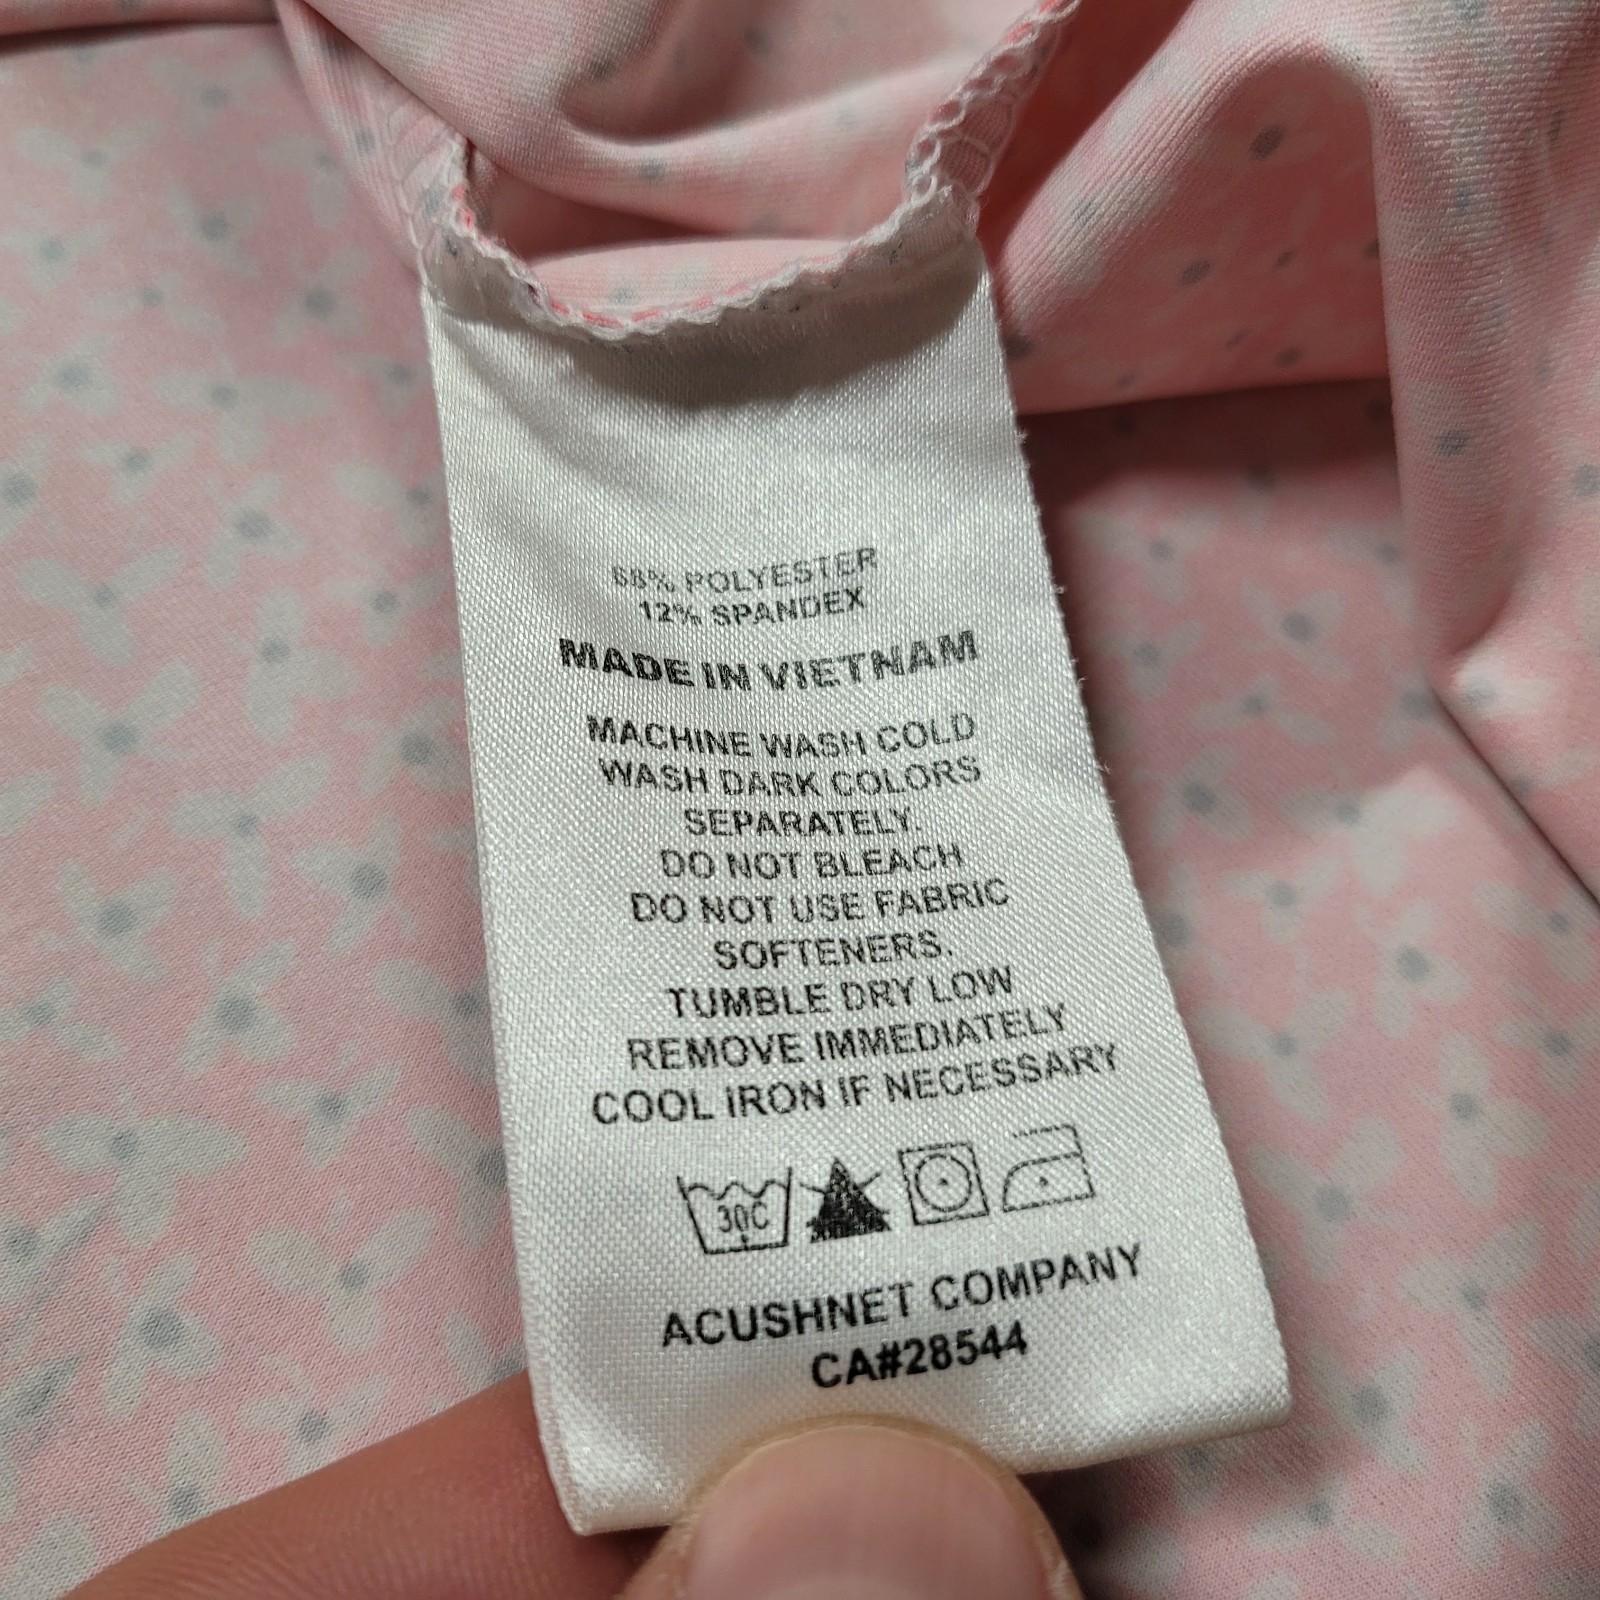 88% POLYESTER
12% SPANDEX
MADE IN VIETNAM
MACHINE WASH COLD
WASH DARK COLORS
SEPARATELY.
DO NOT BLEACH
DO NOT USE FABRIC
SOFTENERS.
TUMBLE DRY LOW
REMOVE IMMEDIATELY
COOL IRON IF NECESSARY
30C
ACUSHNET COMPANY
CA#28544